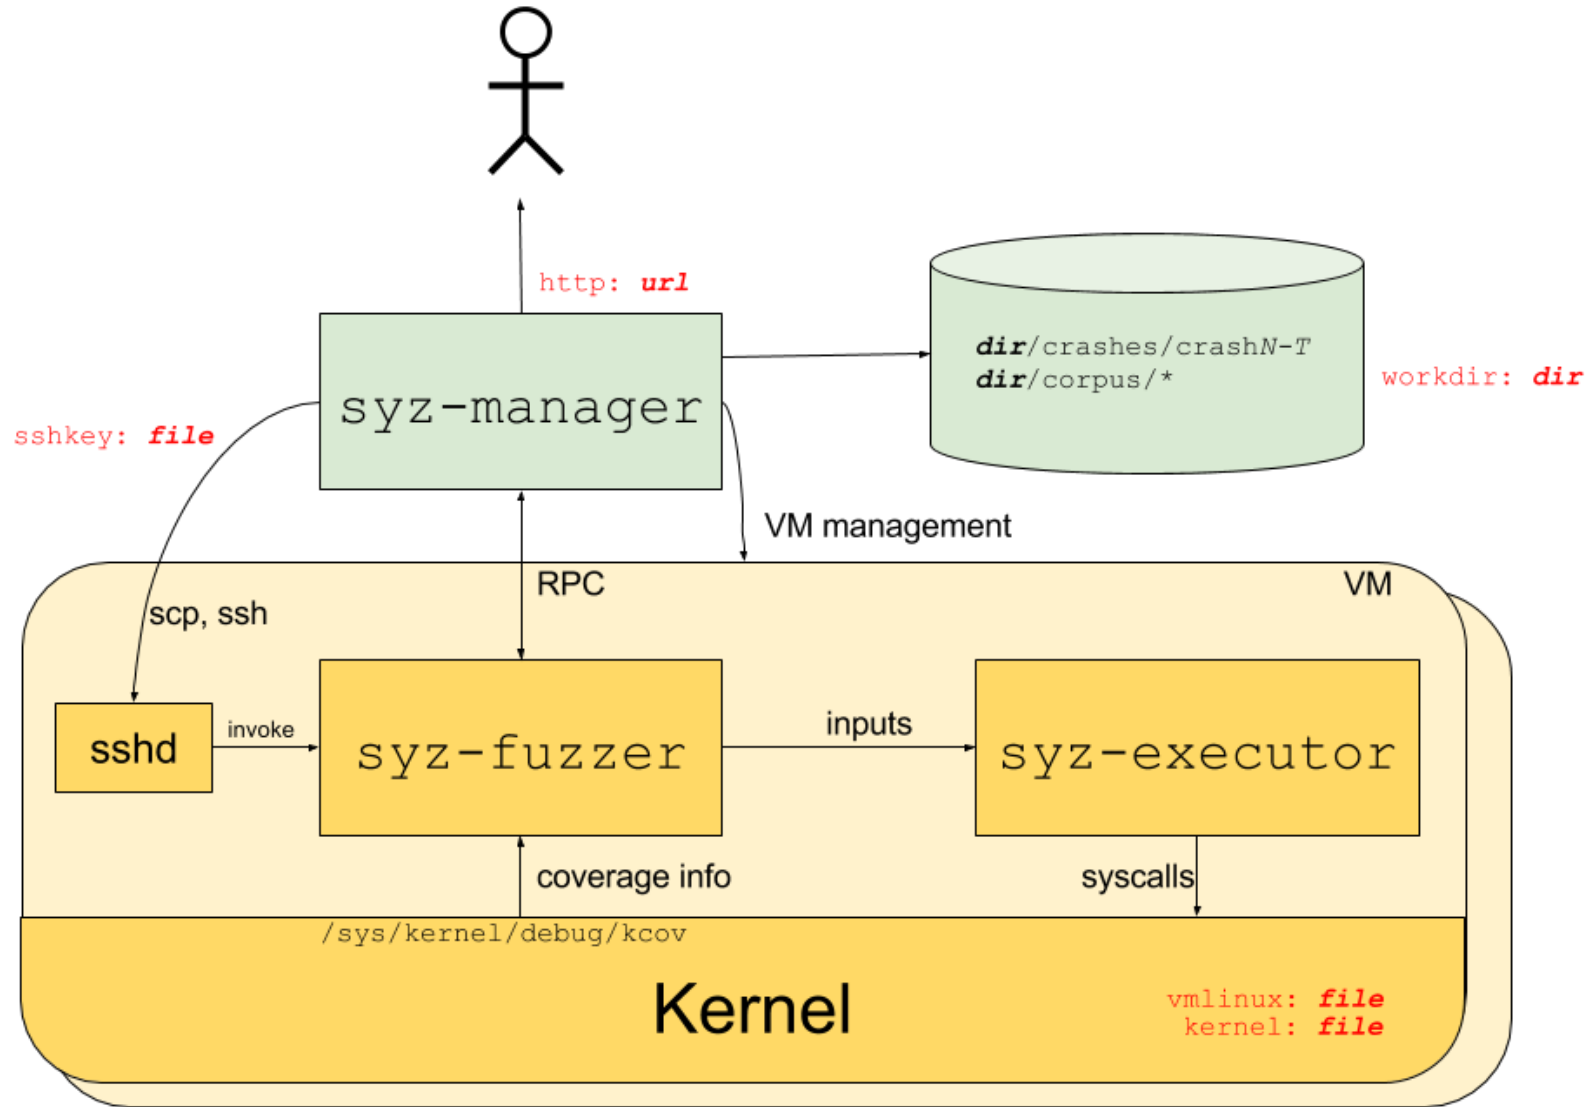 http: url
dir/crashes/crashN-T
dir/corpus/*
workdir: dir
syz-manager
sshkey: file
VM management
RPC
VM
scp, ssh
sshd
invoke
syz-fuzzer
inputs
syz-executor
coverage info
syscalls
/sys/kernel/debug/kcov
Kernel
vmlinux: file
kernel: file